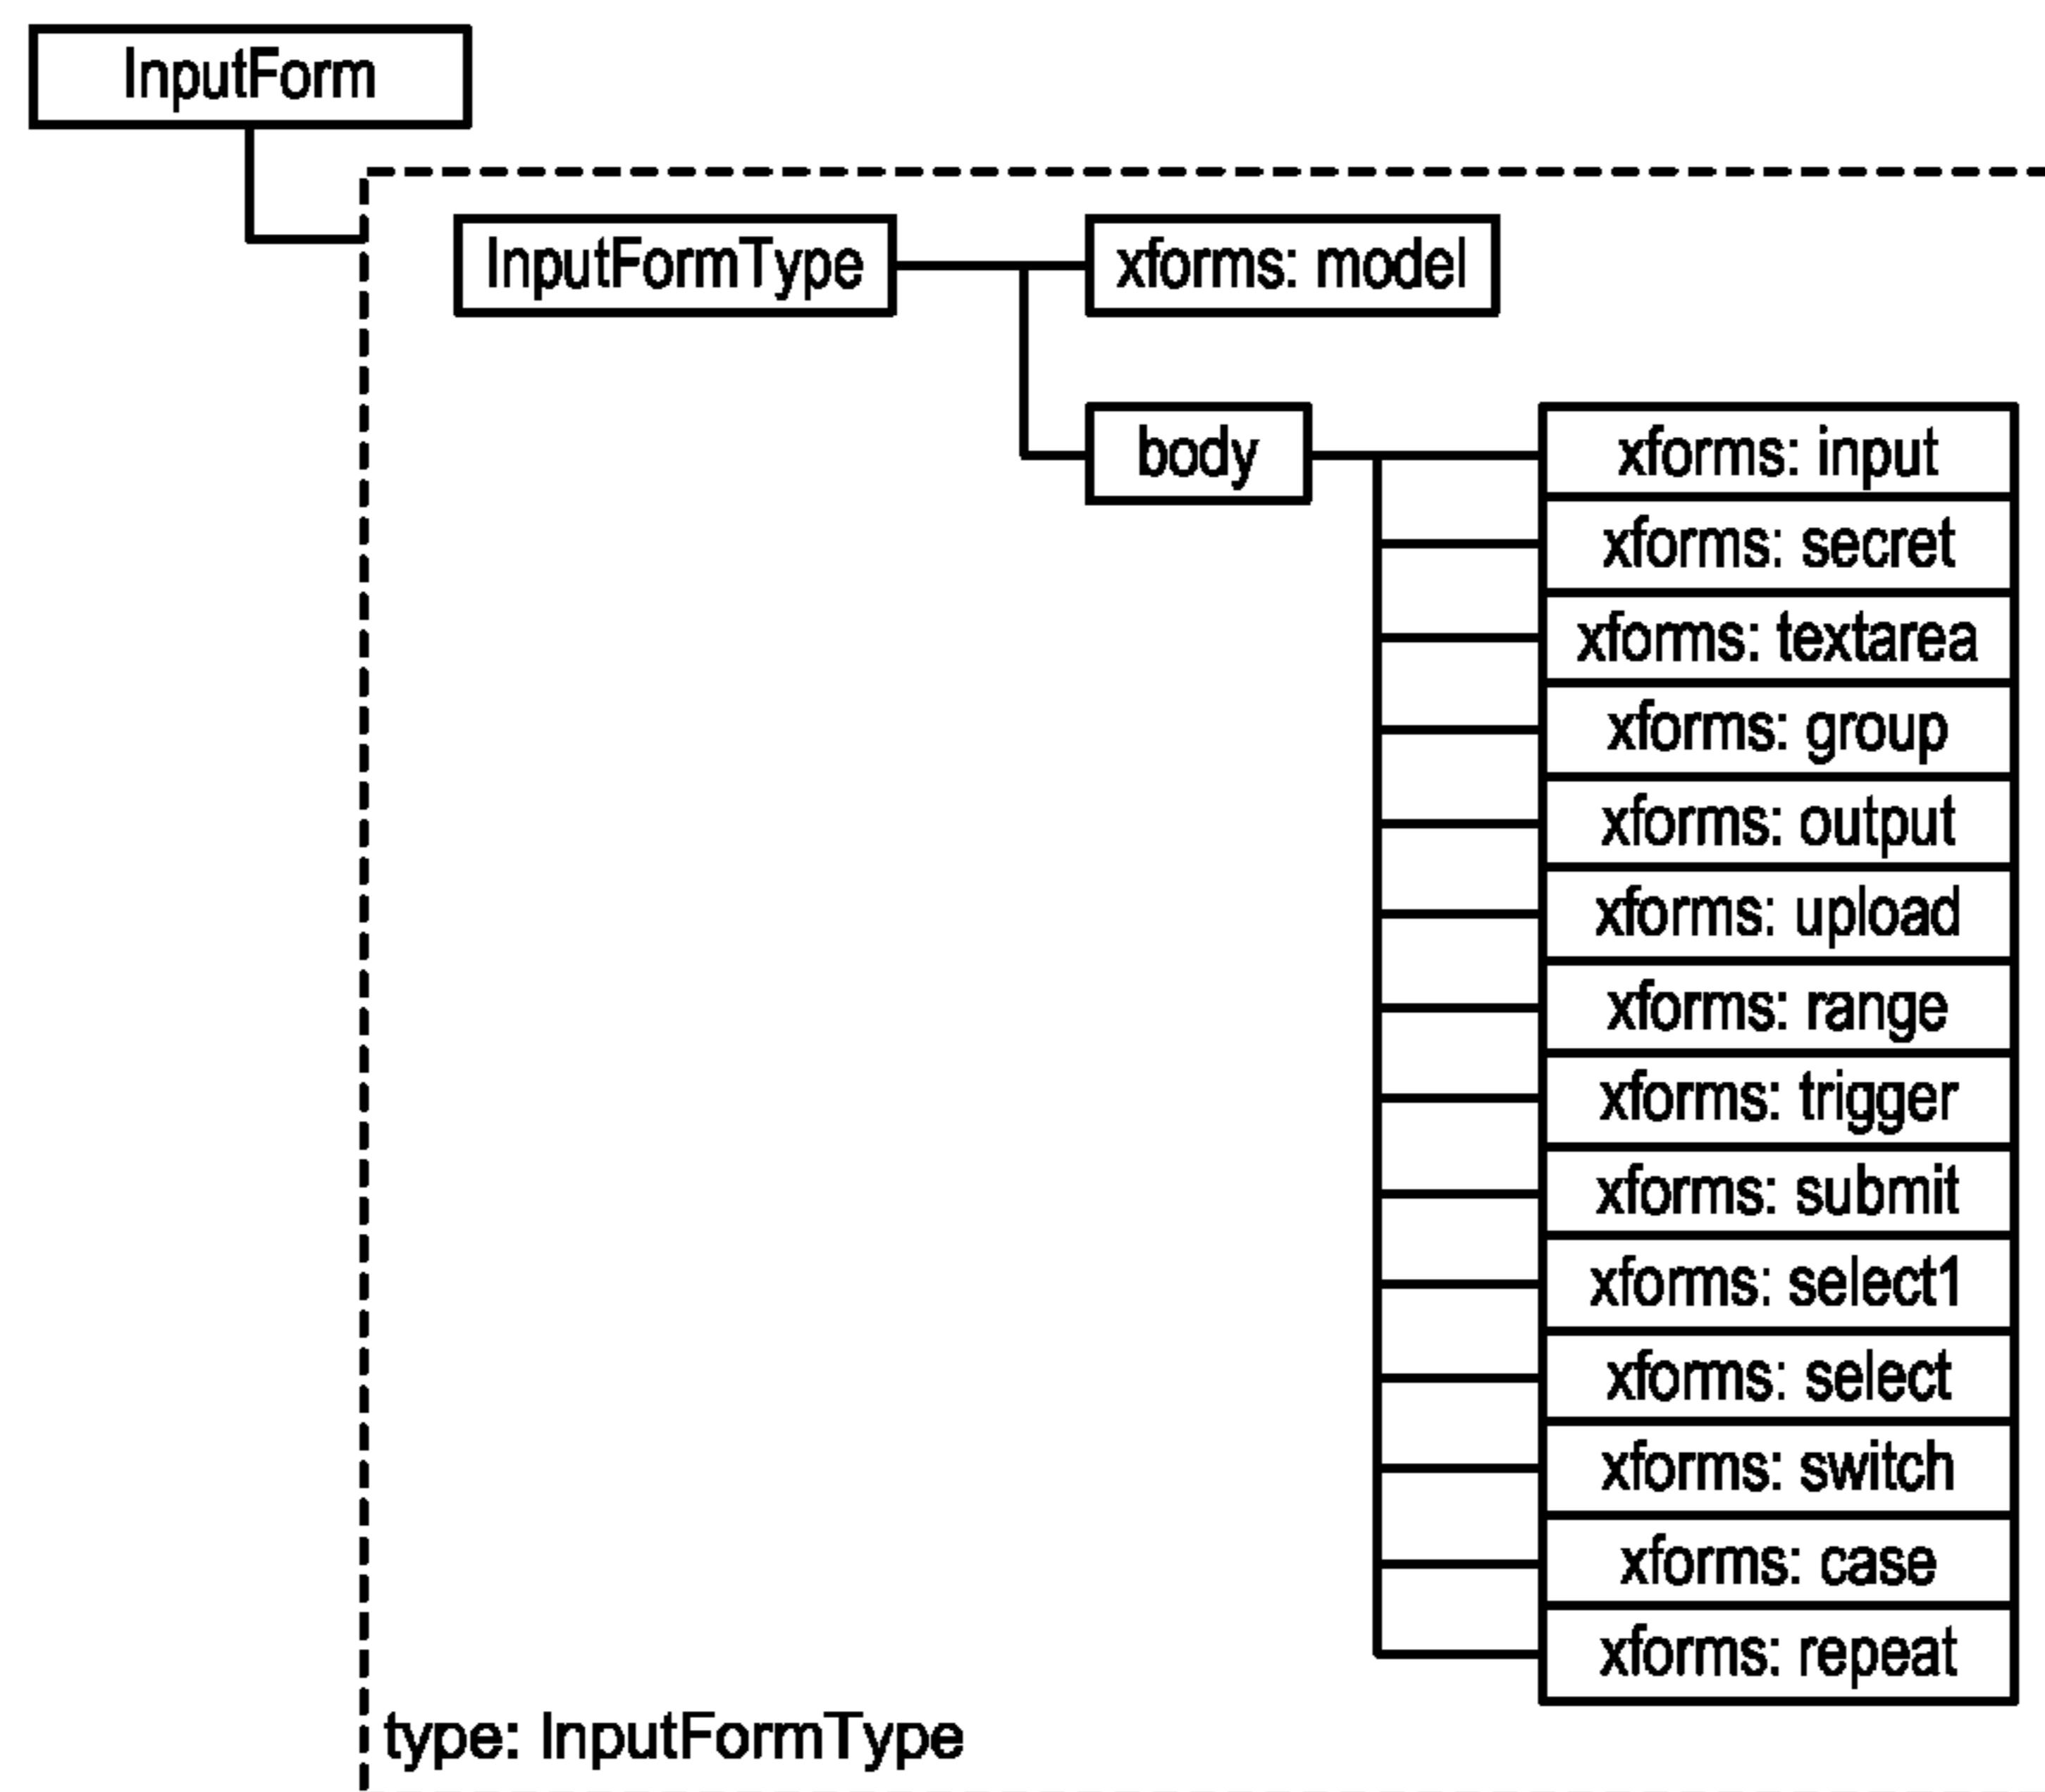 InputForm
InputFormType
xforms: model
body
xforms: input
xforms: secret
xforms: textarea
xforms: group
xforms: output
xforms: upload
xforms: range
xforms: trigger
xforms: submit
xforms: select1
xforms: select
xforms: switch
xforms: case
xforms: repeat
type: InputFormType